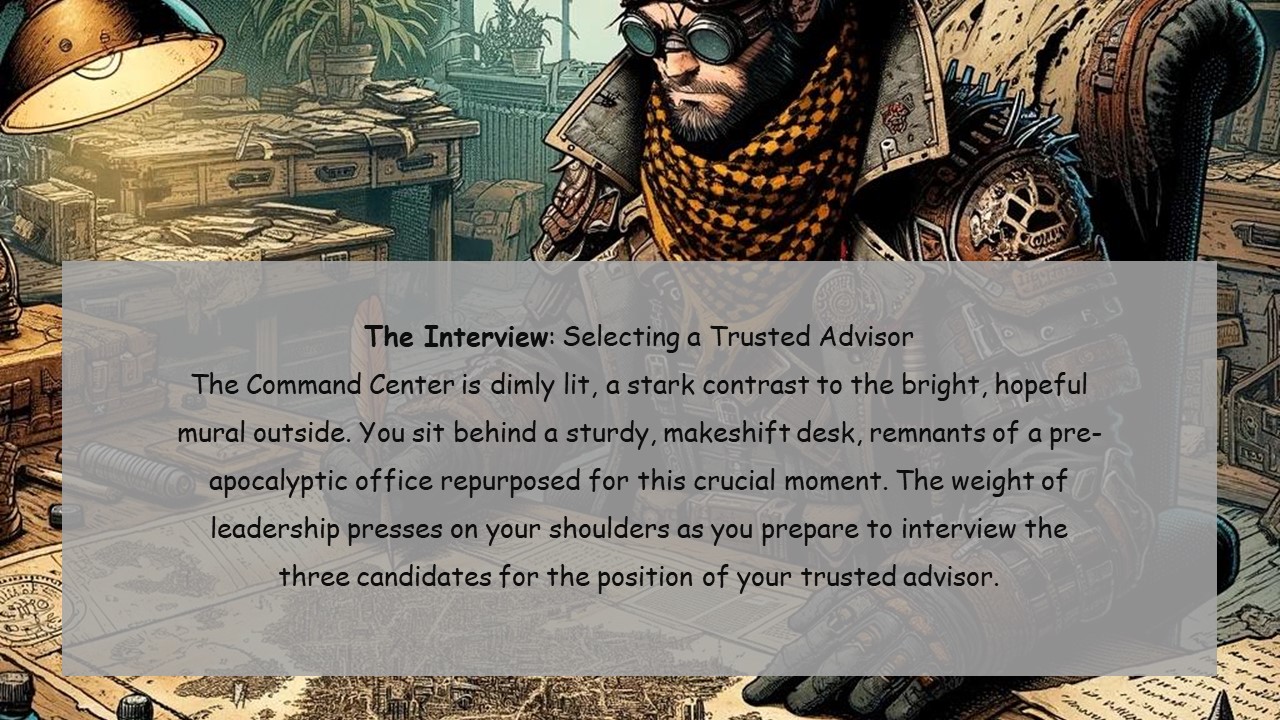 The Interview: Selecting a Trusted Advisor
The Command Center is dimly lit, a stark contrast to the bright, hopeful
mural outside. You sit behind a sturdy, makeshift desk, remnants of a pre-
apocalyptic office repurposed for this crucial moment. The weight of
leadership presses on your shoulders as you prepare to interview the
three candidates for the position of your trusted advisor.